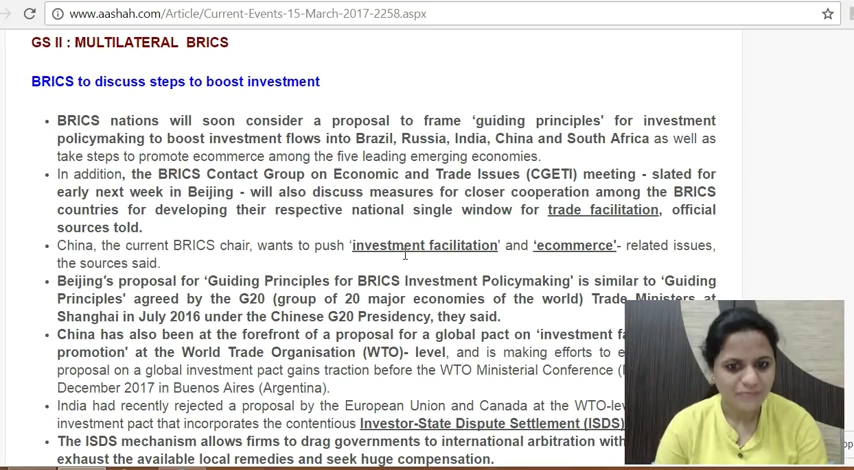 www.aashah.com/Article/Current-Events-15-March-2017-2258.aspx
GS II : MULTILATERAL BRICS
BRICS to discuss steps to boost investment
• BRICS nations will soon consider a proposal to frame ‘guiding principles' for investment
policymaking to boost investment flows into Brazil, Russia, India, China and South Africa as well as
take steps to promote ecommerce among the five leading emerging economies.
• In addition, the BRICS Contact Group on Economic and Trade Issues (CGETI) meeting - slated for
early next week in Beijing - will also discuss measures for closer cooperation among the BRICS
countries for developing their respective national single window for trade facilitation, official
sources told.
• China, the current BRICS chair, wants to push ‘investment facilitation’ and ‘ecommerce'- related issues,
the sources said.
• Beijing’s proposal for ‘Guiding Principles for BRICS Investment Policymaking' is similar to ‘Guiding
Principles’ agreed by the G20 (group of 20 major economies of the world) Trade Ministers at
Shanghai in July 2016 under the Chinese G20 Presidency, they said.
• China has also been at the forefront of a proposal for a global pact on ‘investment
promotion' at the World Trade Organisation (WTO)- level, and is making efforts to
proposal on a global investment pact gains traction before the WTO Ministerial Conference
December 2017 in Buenos Aires (Argentina).
• India had recently rejected a proposal by the European Union and Canada at the
investment pact that incorporates the contentious Investor-State Dispute Settlement (ISDS)
• The ISDS mechanism allows firms to drag governments to international arbitration
exhaust the available local remedies and seek huge compensation.